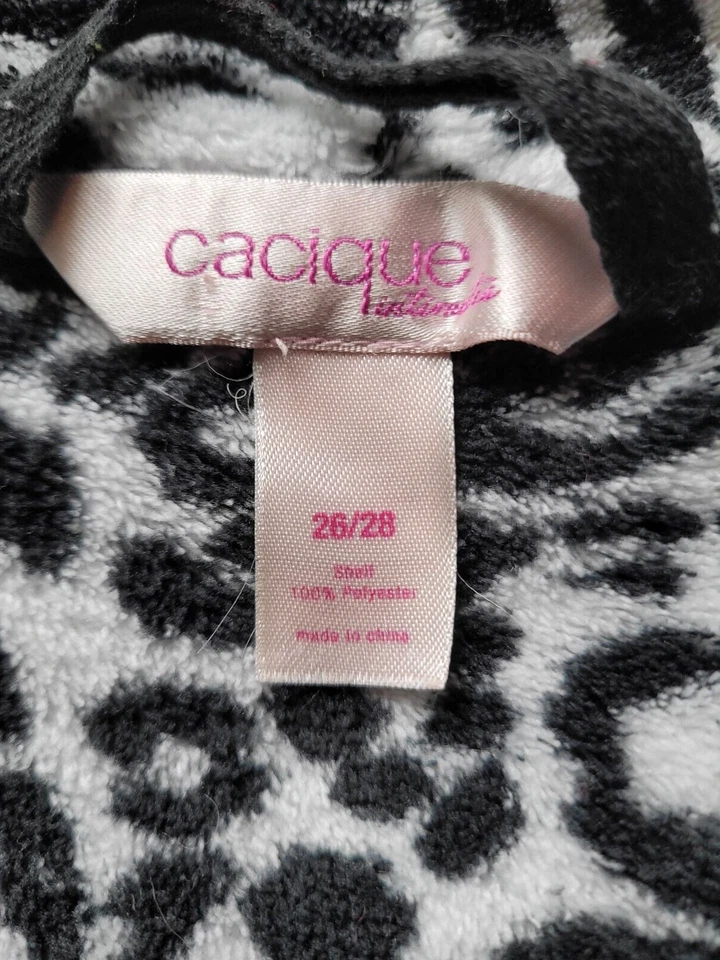 cacique
intimates
26/28
Shell
100% Polyester
made in china